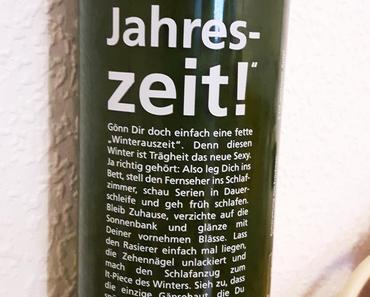 Jahres-
zeit!“
Gönn Dir doch einfach eine fette
„Winterauszeit“. Denn diesen
Winter ist Trägheit das neue Sexy.
Ja richtig gehört: Also leg Dich ins
Bett, stell den Fernseher ins Schlaf-
zimmer, schau Serien in Dauer-
schleife und geh früh schlafen.
Bleib Zuhause, verzichte auf die
Sonnenbank und glänze mit
Deiner vornehmen Blässe. Lass
den Rasierer einfach mal liegen,
die Zehennägel unlackiert und
mach den Schlafanzug zum
It-Piece des Winters. Sieh zu, dass
die einzige Gänsehaut, die Du